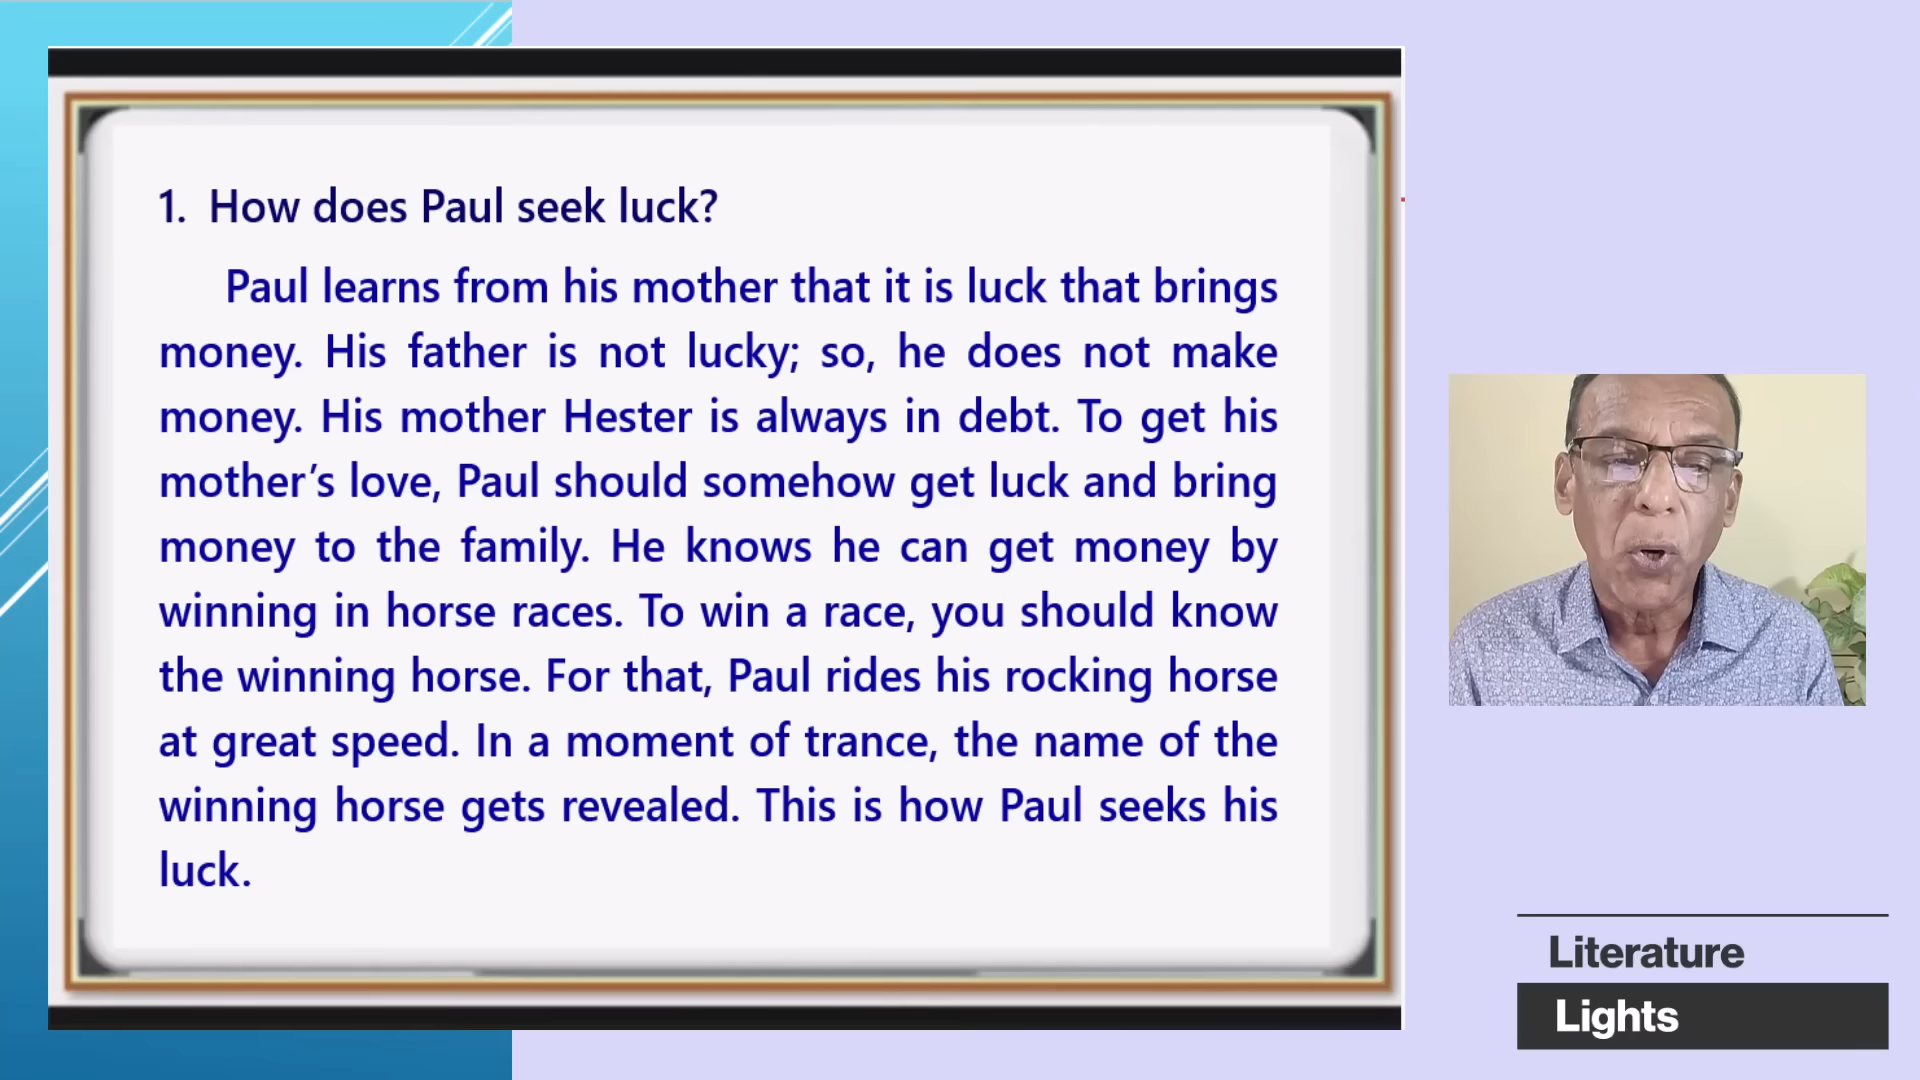 1. How does Paul seek luck?
Paul learns from his mother that it is luck that brings
money. His father is not lucky; so, he does not make
money. His mother Hester is always in debt. To get his
mother’s love, Paul should somehow get luck and bring
money to the family. He knows he can get money by
winning in horse races. To win a race, you should know
the winning horse. For that, Paul rides his rocking horse
at great speed. In a moment of trance, the name of the
winning horse gets revealed. This is how Paul seeks his
luck.
Literature
Lights